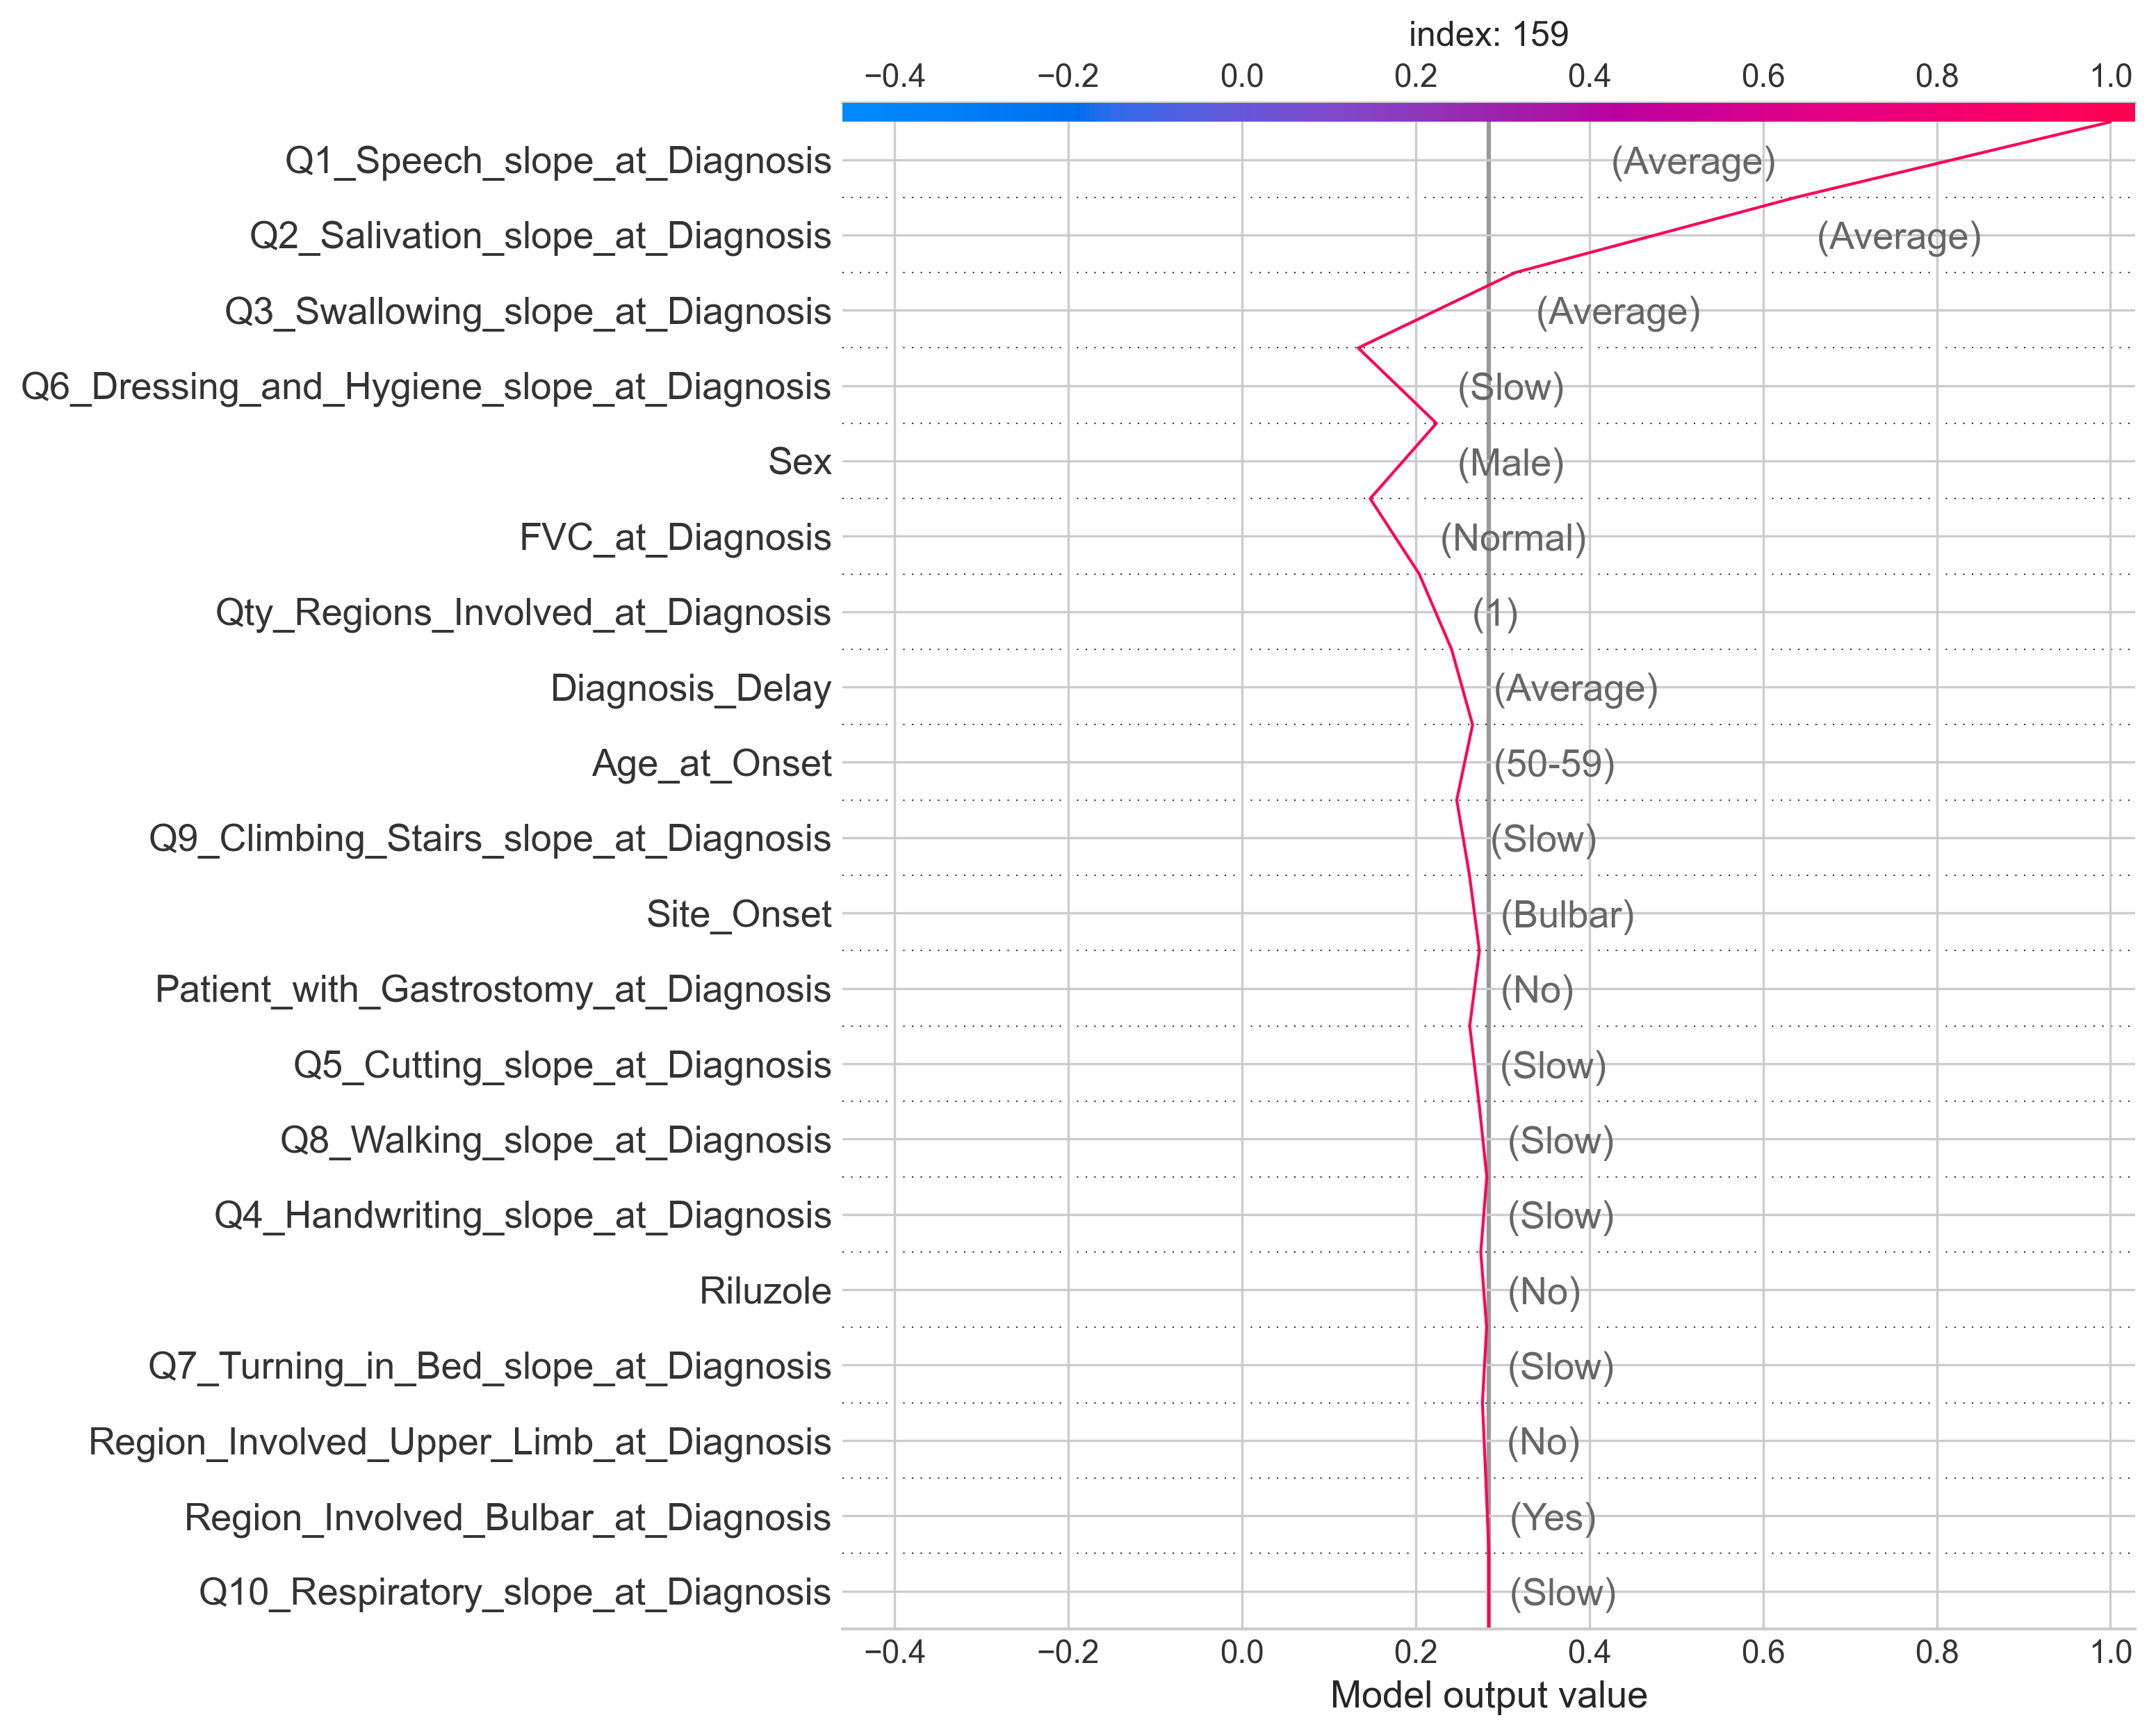 index: 159
−0.4 −0.2 0.0 0.2 0.4 0.6 0.8 1.0
Q1_Speech_slope_at_Diagnosis (Average)
Q2_Salivation_slope_at_Diagnosis (Average)
Q3_Swallowing_slope_at_Diagnosis (Average)
Q6_Dressing_and_Hygiene_slope_at_Diagnosis (Slow)
Sex (Male)
FVC_at_Diagnosis (Normal)
Qty_Regions_Involved_at_Diagnosis (1)
Diagnosis_Delay (Average)
Age_at_Onset (50-59)
Q9_Climbing_Stairs_slope_at_Diagnosis (Slow)
Site_Onset (Bulbar)
Patient_with_Gastrostomy_at_Diagnosis (No)
Q5_Cutting_slope_at_Diagnosis (Slow)
Q8_Walking_slope_at_Diagnosis (Slow)
Q4_Handwriting_slope_at_Diagnosis (Slow)
Riluzole (No)
Q7_Turning_in_Bed_slope_at_Diagnosis (Slow)
Region_Involved_Upper_Limb_at_Diagnosis (No)
Region_Involved_Bulbar_at_Diagnosis (Yes)
Q10_Respiratory_slope_at_Diagnosis (Slow)
−0.4 −0.2 0.0 0.2 0.4 0.6 0.8 1.0
Model output value